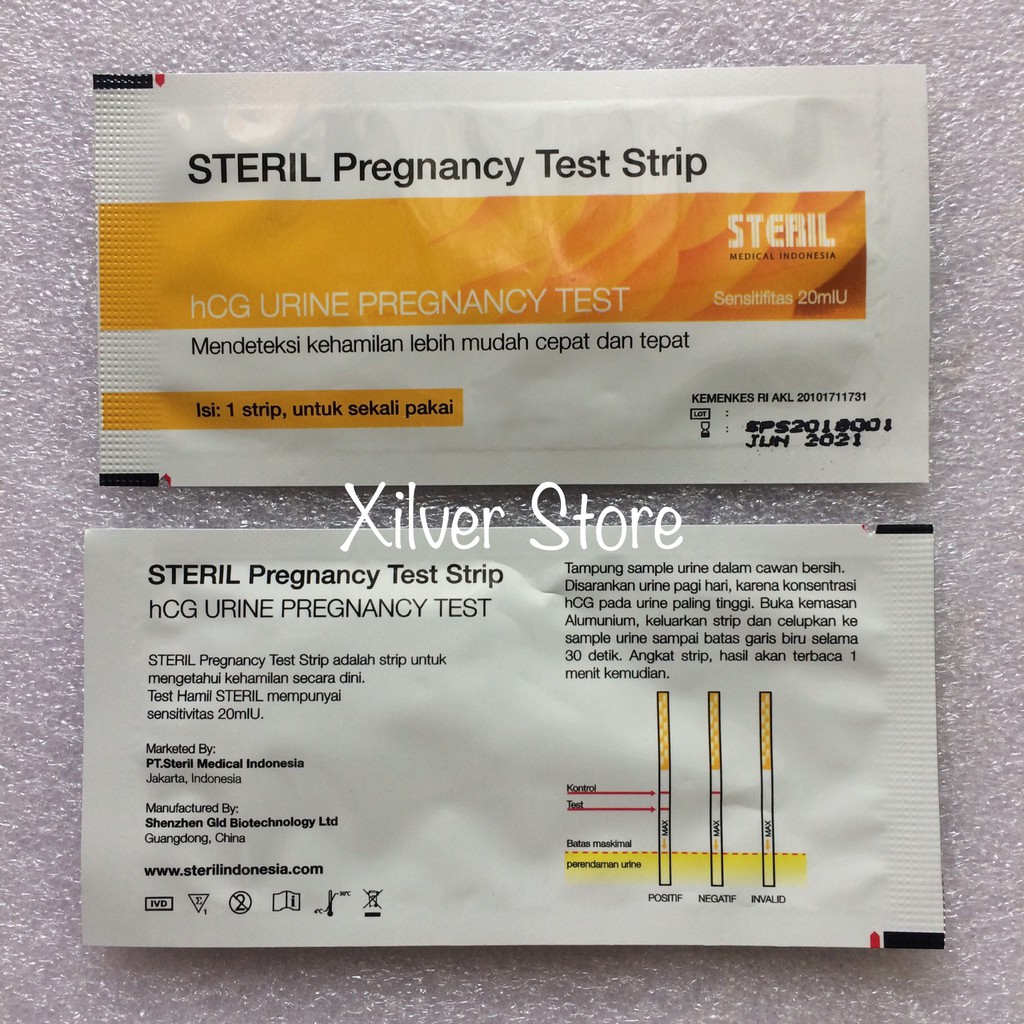 STERIL Pregnancy Test Strip
STERIL
MEDICAL INDONESIA
hCG URINE PREGNANCY TEST
Sensitifitas 20mIU
Mendeteksi kehamilan lebih mudah cepat dan tepat
Isi: 1 strip, untuk sekali pakai
KEMENKES RI AKL 20101711731
LOT : SPS2018001
: JUN 2021
Xilver Store
STERIL Pregnancy Test Strip
hCG URINE PREGNANCY TEST
STERIL Pregnancy Test Strip adalah strip untuk
mengetahui kehamilan secara dini.
Test Hamil STERIL mempunyai
sensitivitas 20mIU.
Marketed By:
PT.Steril Medical Indonesia
Jakarta, Indonesia
Manufactured By:
Shenzhen Gld Biotechnology Ltd
Guangdong, China
www.sterilindonesia.com
IVD
Σ
1
2
i
4°C
30°C
Tampung sample urine dalam cawan bersih.
Disarankan urine pagi hari, karena konsentrasi
hCG pada urine paling tinggi. Buka kemasan
Alumunium, keluarkan strip dan celupkan ke
sample urine sampai batas garis biru selama
30 detik. Angkat strip, hasil akan terbaca 1
menit kemudian.
Kontrol
Test
MAX
MAX
MAX
Batas maskimal
perendaman urine
POSITIF
NEGATIF
INVALID